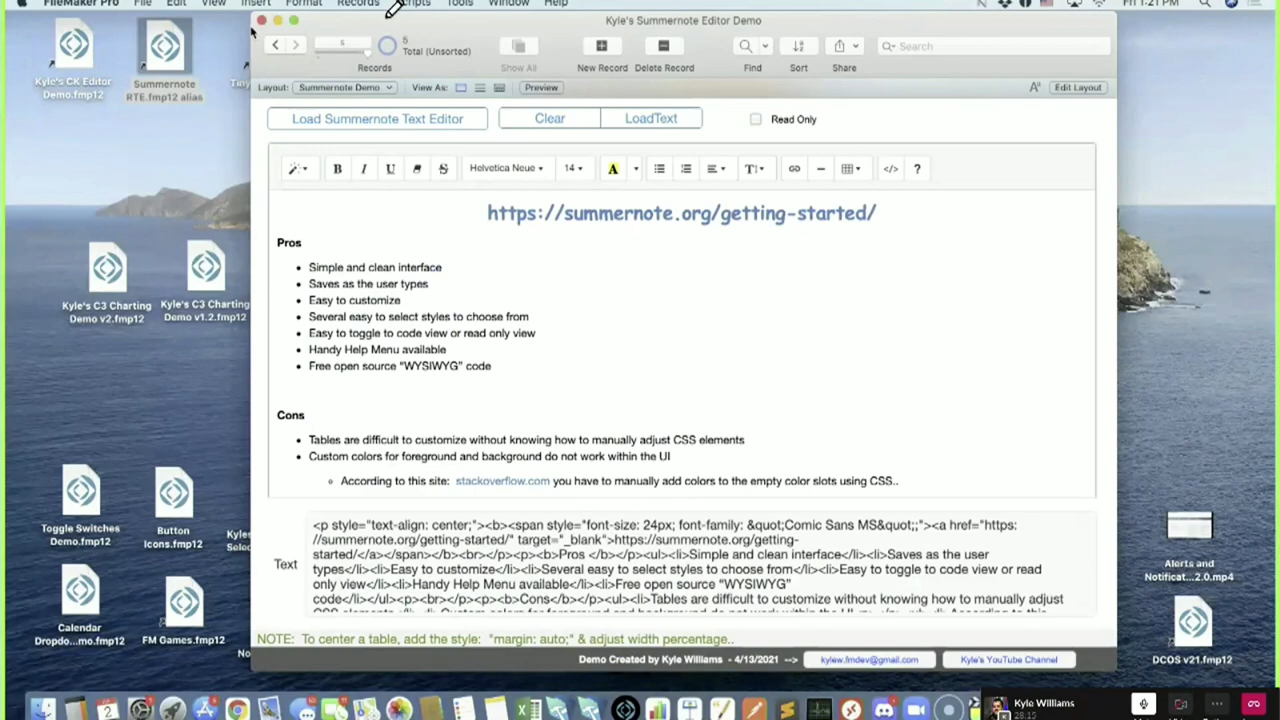 FileMaker Pro File Edit View Insert Format Records Scripts Tools Window Help Fri 1:21 PM
Kyle's Summernote Editor Demo
5 5
Total (Unsorted)
Search
Records Show All New Record Delete Record Find Sort Share
Layout: Summernote Demo View As: Preview Edit Layout
Load Summernote Text Editor Clear LoadText Read Only
B I U S Helvetica Neue 14 A </> ?
https://summernote.org/getting-started/
Pros
• Simple and clean interface
• Saves as the user types
• Easy to customize
• Several easy to select styles to choose from
• Easy to toggle to code view or read only view
• Handy Help Menu available
• Free open source “WYSIWYG” code
Cons
• Tables are difficult to customize without knowing how to manually adjust CSS elements
• Custom colors for foreground and background do not work within the UI
According to this site: stackoverflow.com you have to manually add colors to the empty color slots using CSS..
Text
<p style="text-align: center;"><b><span style="font-size: 24px; font-family: &quot;Comic Sans MS&quot;;"><a href="https:
//summernote.org/getting-started/" target="_blank">https://summernote.org/getting-
started/</a></span></b><br></p><p><b>Pros </b></p><ul><li>Simple and clean interface</li><li>Saves as the user
types</li><li>Easy to customize</li><li>Several easy to select styles to choose from</li><li>Easy to toggle to code view or read
only view</li><li>Handy Help Menu available</li><li>Free open source “WYSIWYG”
code</li></ul><p><br></p><p><b>Cons</b></p><ul><li>Tables are difficult to customize without knowing how to manually adjust
NOTE: To center a table, add the style: "margin: auto;" & adjust width percentage..
Demo Created by Kyle Williams - 4/13/2021 --> kylew.fmdev@gmail.com Kyle's YouTube Channel
Kyle's CK Editor
Demo.fmp12
Summernote
RTE.fmp12 alias
Tiny
Kyle's C3 Charting
Demo v2.fmp12
Kyle's C3 Charting
Demo v1.2.fmp12
Toggle Switches
Demo.fmp12
Button
Icons.fmp12
Kyle's
Selec
Calendar
Dropdo...mo.fmp12
FM Games.fmp12
No
Alerts and
Notificat...2.0.mp4
DCOS v21.fmp12
2
Kyle Williams
28:15